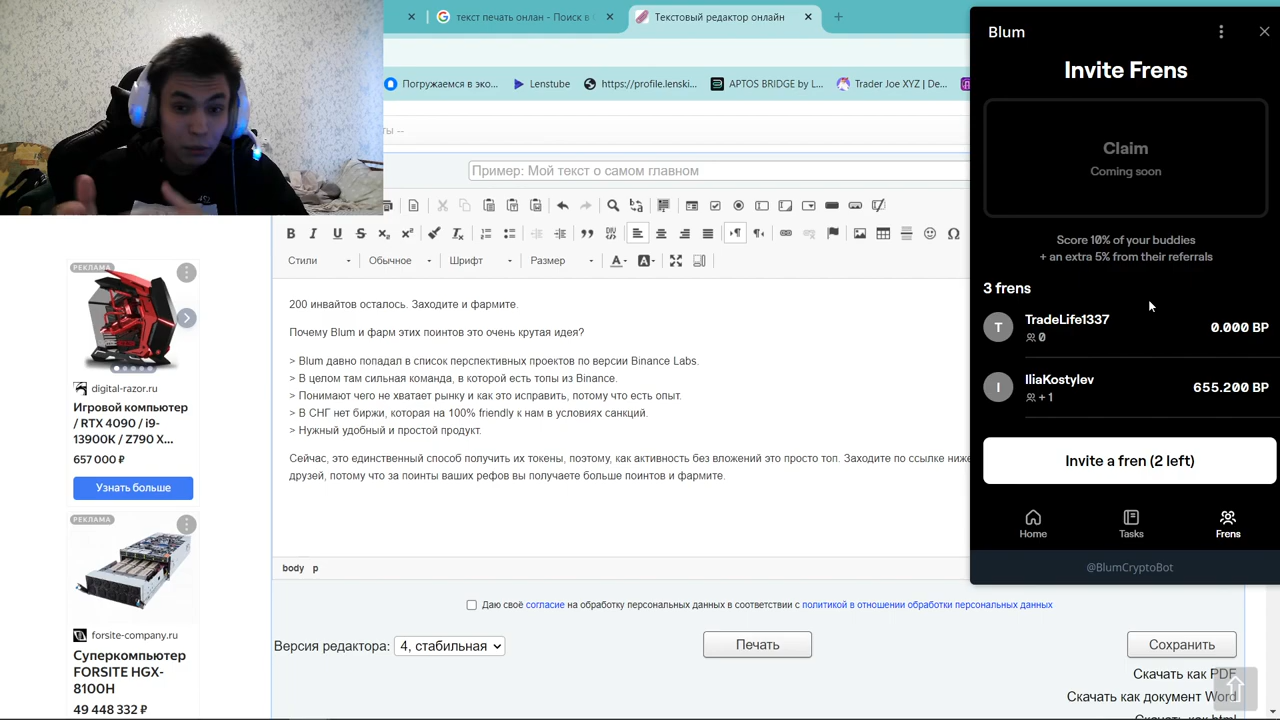 текст печать онлан - Поиск в
Текстовый редактор онлайн
Погружаемся в эко...
Lenstube
https://profile.lenski...
APTOS BRIDGE by L...
Trader Joe XYZ | De...
Пример: Мой текст о самом главном
Стили
Обычное
Шрифт
Размер
200 инвайтов осталось. Заходите и фармите.
Почему Blum и фарм этих поинтов это очень крутая идея?
> Blum давно попадал в список перспективных проектов по версии Binance Labs.
> В целом там сильная команда, в которой есть топы из Binance.
> Понимают чего не хватает рынку и как это исправить, потому что есть опыт.
> В СНГ нет биржи, которая на 100% friendly к нам в условиях санкций.
> Нужный удобный и простой продукт.
Сейчас, это единственный способ получить их токены, поэтому, как активность без вложений это просто топ. Заходите по ссылке ниже
друзей, потому что за поинты ваших рефов вы получаете больше поинтов и фармите.
body p
Даю своё согласие на обработку персональных данных в соответствии с политикой в отношении обработки персональных данных
Версия редактора:
4, стабильная
Печать
Сохранить
Скачать как PDF
Скачать как документ Word
Скачать как html
РЕКЛАМА
digital-razor.ru
Игровой компьютер
/ RTX 4090 / i9-
13900K / Z790 X...
657 000 ₽
Узнать больше
РЕКЛАМА
forsite-company.ru
Суперкомпьютер
FORSITE HGX-
8100H
49 448 332 ₽
Blum
Invite Frens
Claim
Coming soon
Score 10% of your buddies
+ an extra 5% from their referrals
3 frens
T
TradeLife1337
0
0.000 BP
I
IliaKostylev
+ 1
655.200 BP
Invite a fren (2 left)
Home
Tasks
Frens
@BlumCryptoBot